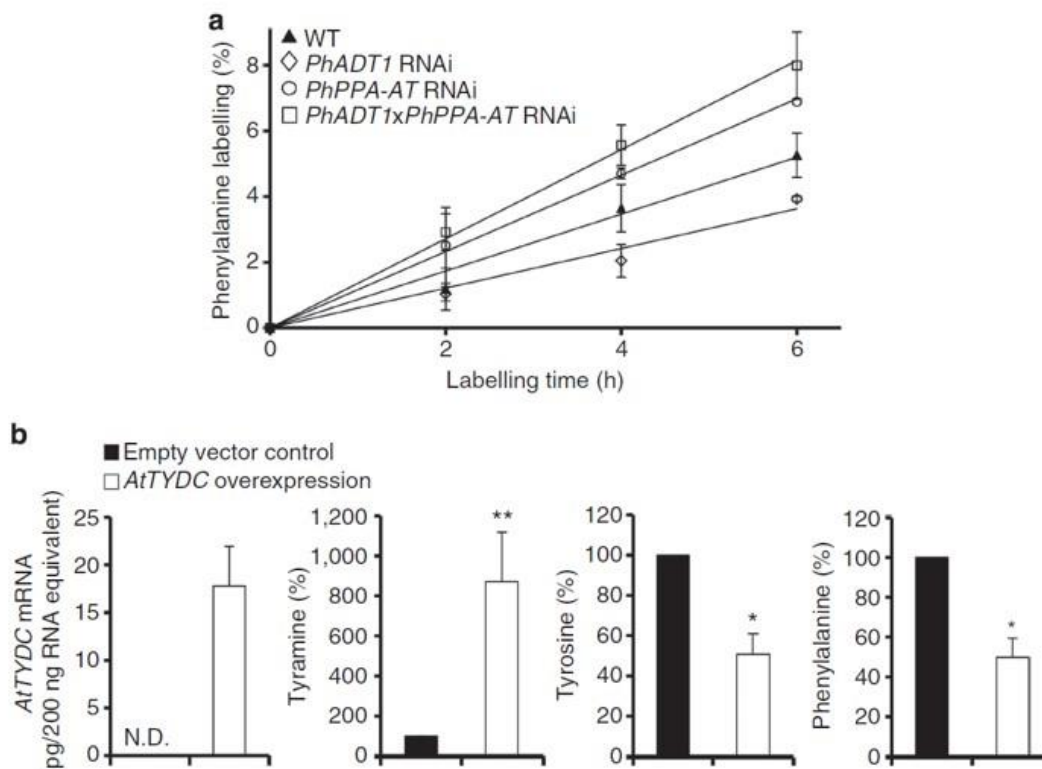 a
WT
PhADT1 RNAi
PhPPA-AT RNAi
PhADT1xPhPPA-AT RNAi
Phenylalanine labelling (%)
8
6
4
2
0
0 2 4 6
Labelling time (h)
b
Empty vector control
AtTYDC overexpression
AtTYDC mRNA
pg/200 ng RNA equivalent)
25
20
15
10
5
0
N.D.
Tyramine (%)
1,200
1,000
800
600
400
200
0
**
Tyrosine (%)
120
100
80
60
40
20
0
*
Phenylalanine (%)
120
100
80
60
40
20
0
*